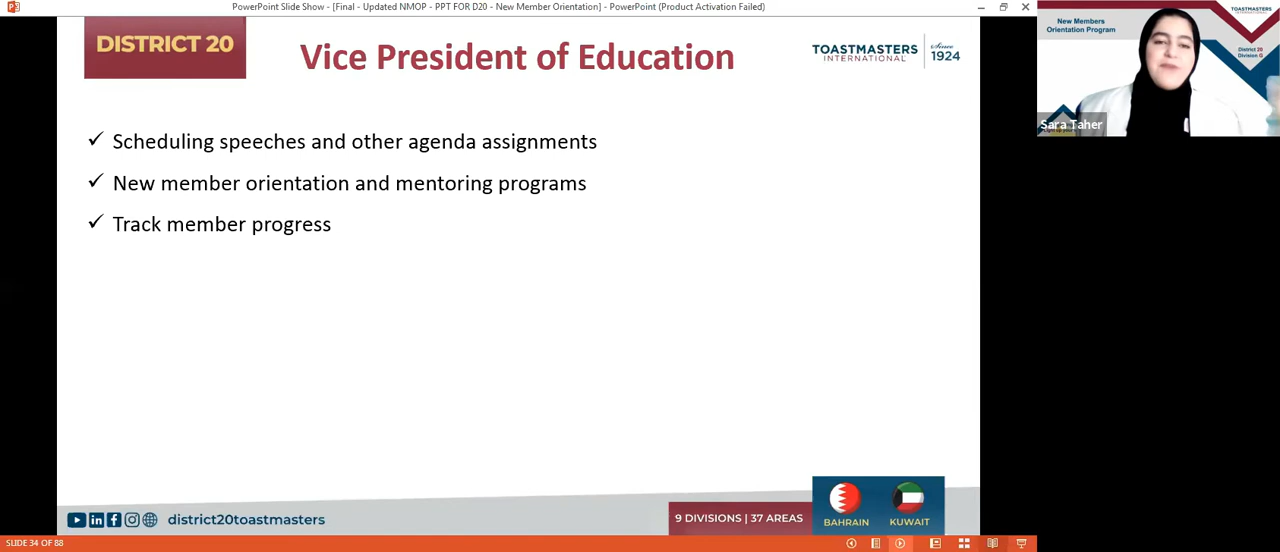 PowerPoint Slide Show - [Final - Updated NMOP - PPT FOR D20 - New Member Orientation] - PowerPoint (Product Activation Failed)
DISTRICT 20
Vice President of Education
TOASTMASTERS
INTERNATIONAL
Since
1924
✓ Scheduling speeches and other agenda assignments
✓ New member orientation and mentoring programs
✓ Track member progress
district20toastmasters
9 DIVISIONS | 37 AREAS
BAHRAIN
KUWAIT
SLIDE 34 OF 88
New Members
Orientation Program
TOASTMASTERS
INTERNATIONAL
District 20
Division G
Sara Taher